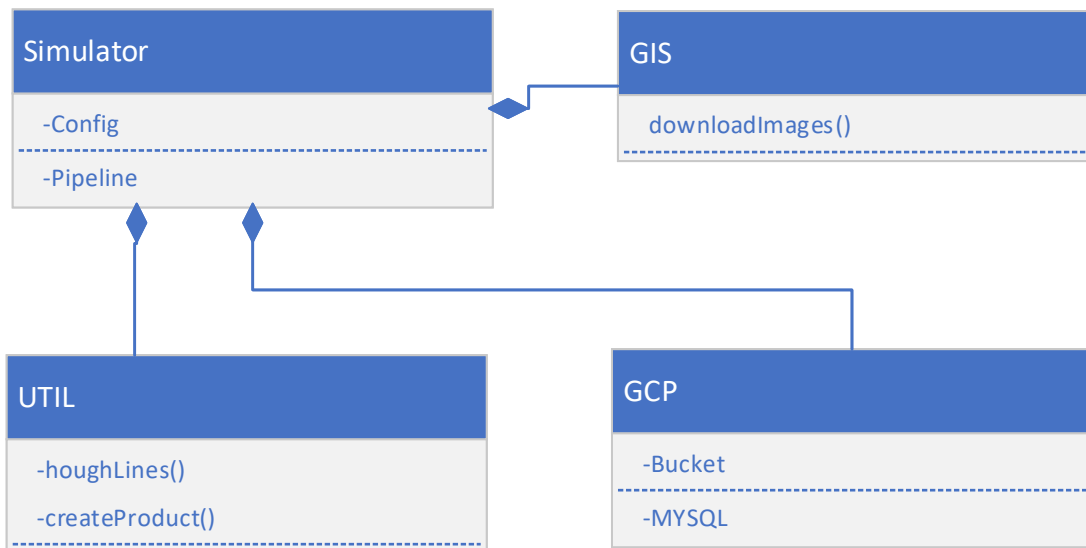 Simulator
-Config
-Pipeline
GIS
downloadImages()
UTIL
-houghLines()
-createProduct()
GCP
-Bucket
-MYSQL